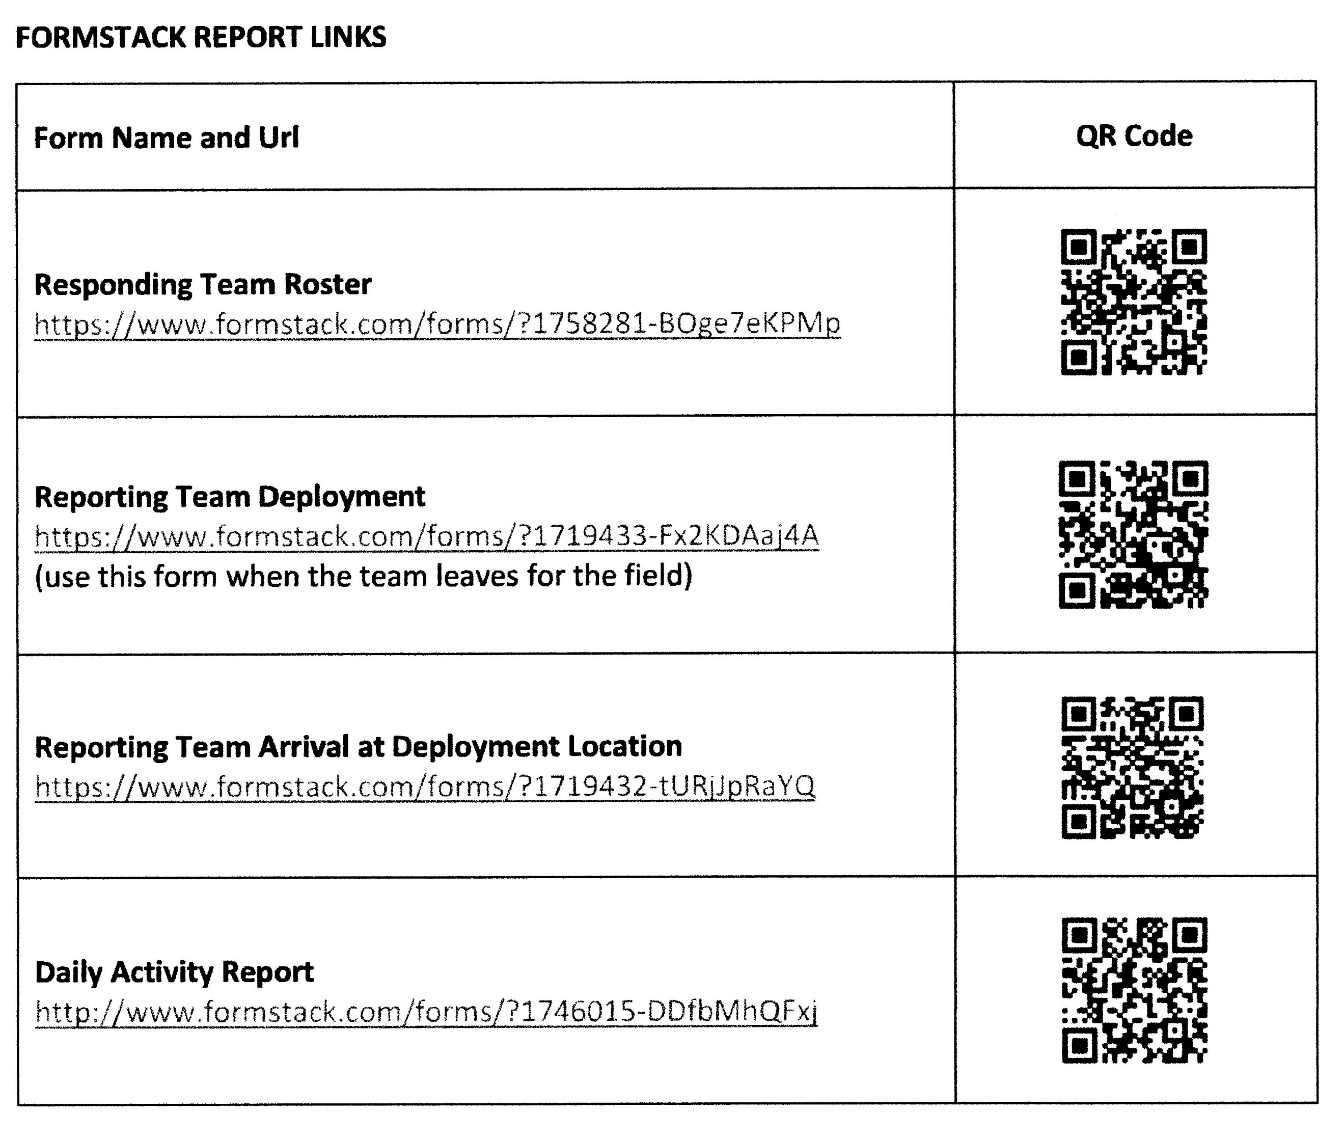 FORMSTACK REPORT LINKS
Form Name and Url
QR Code
Responding Team Roster
https://www.formstack.com/forms/?1758281-BOge7eKPMp
Reporting Team Deployment
https://www.formstack.com/forms/?1719433-Fx2KDAaj4A
(use this form when the team leaves for the field)
Reporting Team Arrival at Deployment Location
https://www.formstack.com/forms/?1719432-tURjJpRaYQ
Daily Activity Report
http://www.formstack.com/forms/?1746015-DDfbMhQFxj